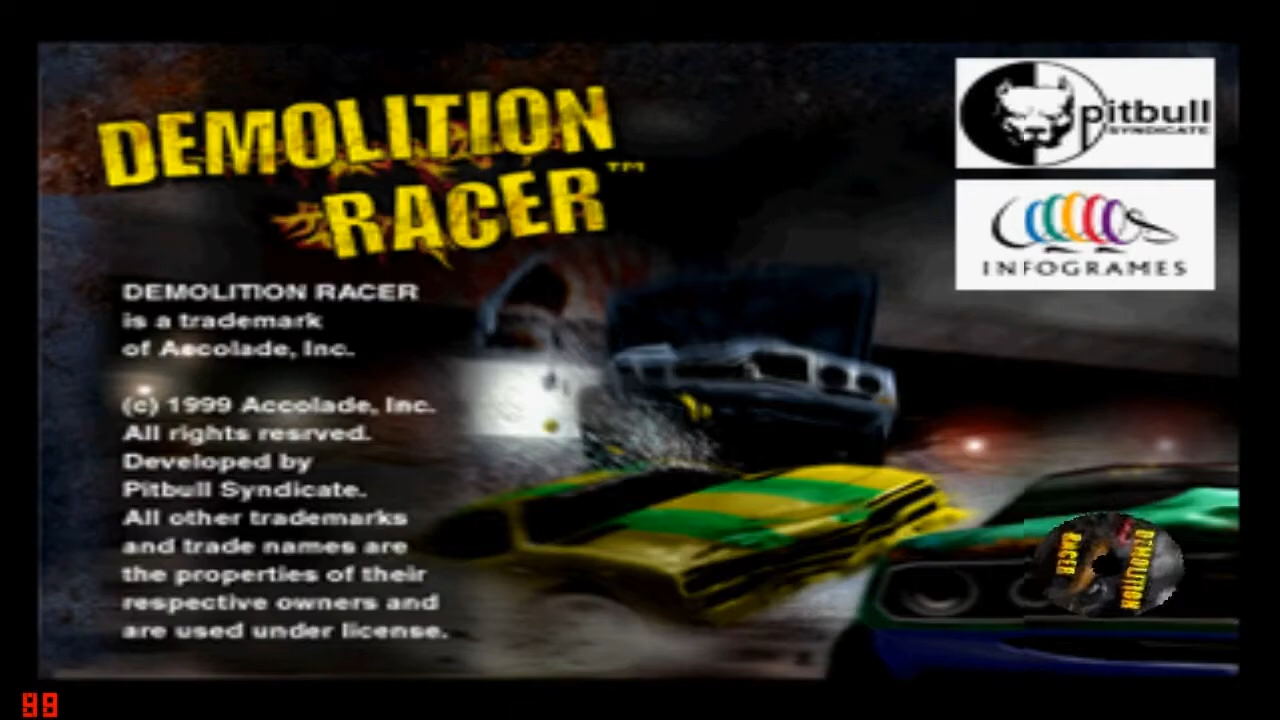 DEMOLITION
RACER™
pitbull
SYNDICATE
INFOGRAMES
DEMOLITION RACER
is a trademark
of Accolade, Inc.
(c) 1999 Accolade, Inc.
All rights resrved.
Developed by
Pitbull Syndicate.
All other trademarks
and trade names are
the properties of their
respective owners and
are used under license.
DEMOLITION
RACER
99